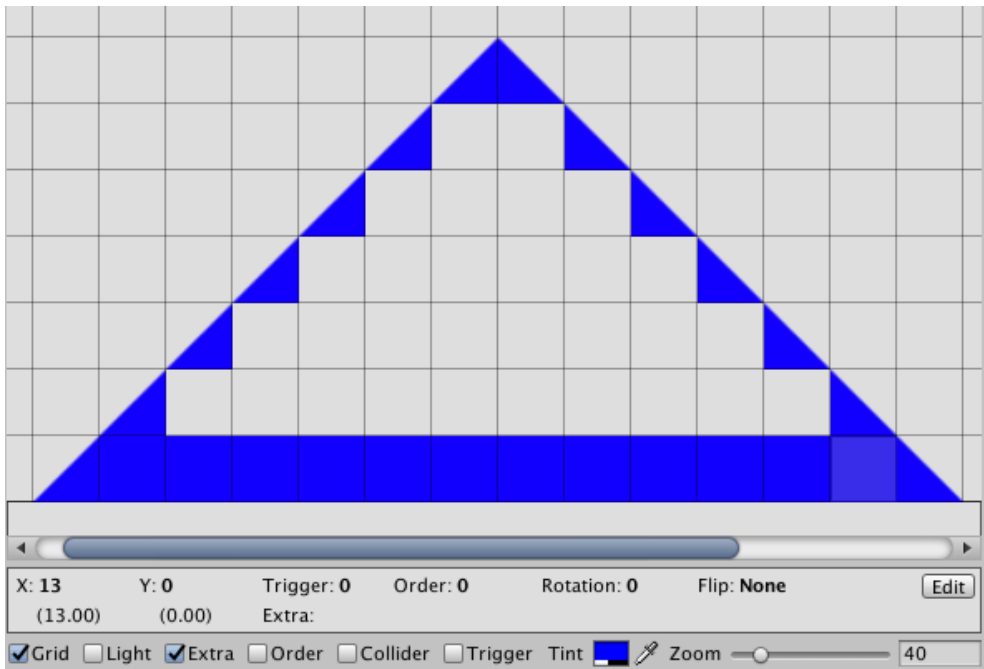 X: 13 Y: 0 Trigger: 0 Order: 0 Rotation: 0 Flip: None Edit
(13.00) (0.00) Extra:
Grid Light Extra Order Collider Trigger Tint Zoom 40